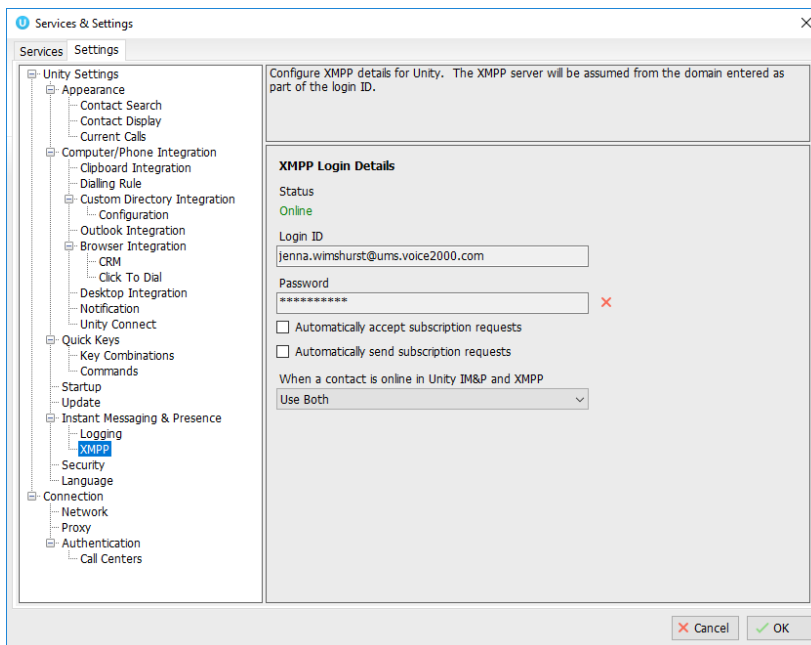 Services & Settings
Services
Settings
Unity Settings
Appearance
Contact Search
Contact Display
Current Calls
Computer/Phone Integration
Clipboard Integration
Dialling Rule
Custom Directory Integration
Configuration
Outlook Integration
Browser Integration
CRM
Click To Dial
Desktop Integration
Notification
Unity Connect
Quick Keys
Key Combinations
Commands
Startup
Update
Instant Messaging & Presence
Logging
XMPP
Security
Language
Connection
Network
Proxy
Authentication
Call Centers
Configure XMPP details for Unity. The XMPP server will be assumed from the domain entered as
part of the login ID.
XMPP Login Details
Status
Online
Login ID
jenna.wimshurst@ums.voice2000.com
Password
**********
Automatically accept subscription requests
Automatically send subscription requests
When a contact is online in Unity IM&P and XMPP
Use Both
Cancel
OK